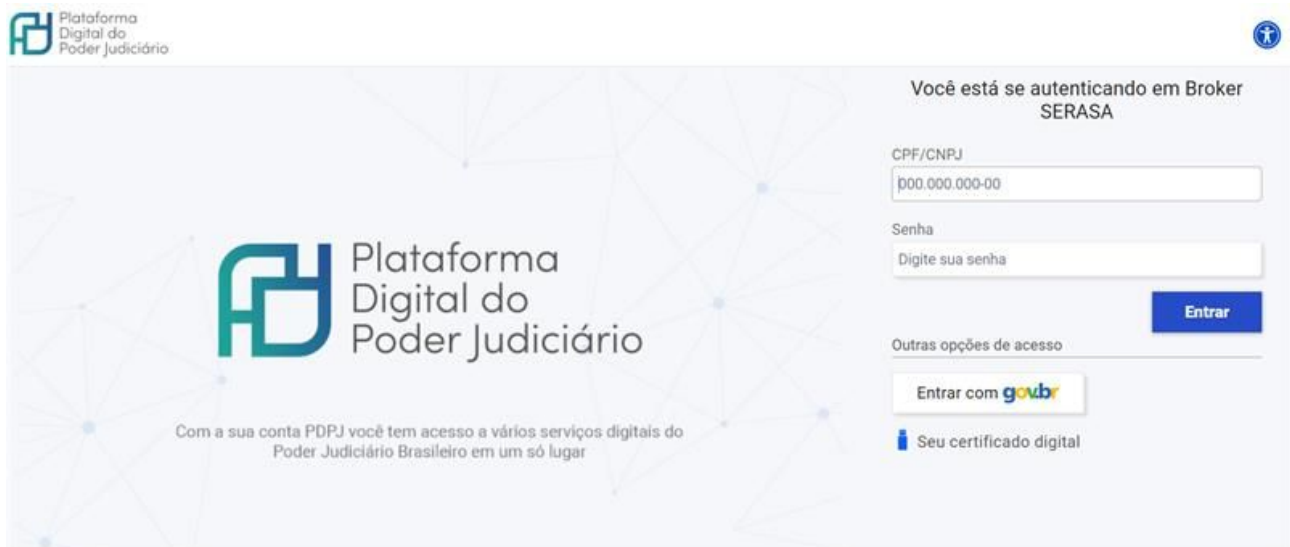 Plataforma
Digital do
Poder Judiciário
Você está se autenticando em Broker
SERASA
CPF/CNPJ
000.000.000-00
Senha
Digite sua senha
Entrar
Outras opções de acesso
Entrar com gov.br
Seu certificado digital
Plataforma
Digital do
Poder Judiciário
Com a sua conta PDPJ você tem acesso a vários serviços digitais do
Poder Judiciário Brasileiro em um só lugar